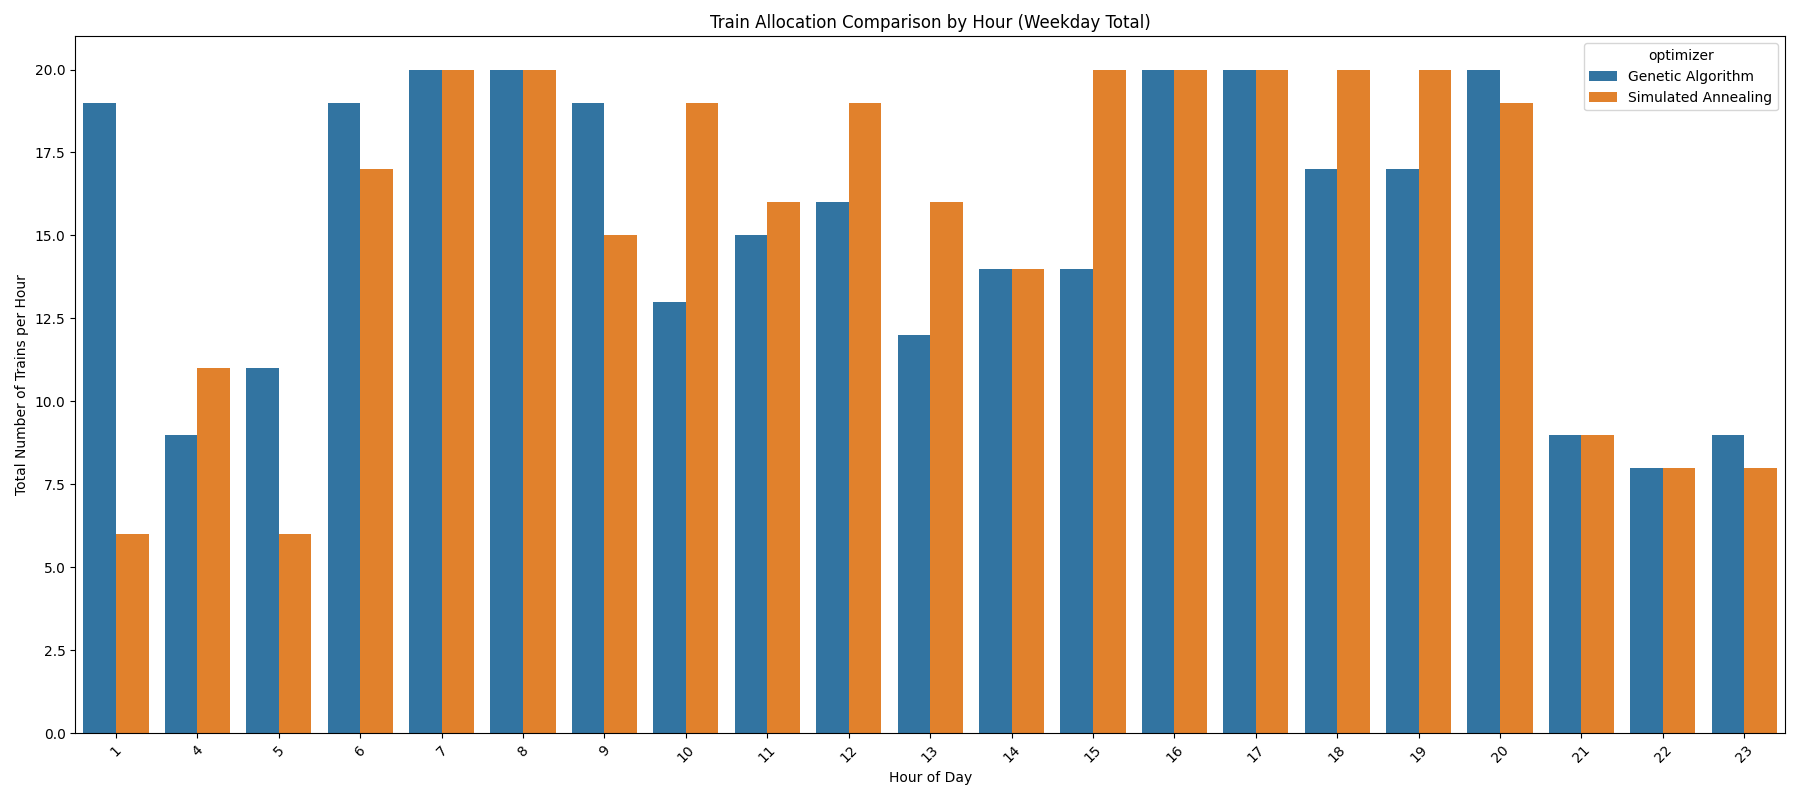 Train Allocation Comparison by Hour (Weekday Total)
optimizer
Genetic Algorithm
Simulated Annealing
Total Number of Trains per Hour
20.0
17.5
15.0
12.5
10.0
7.5
5.0
2.5
0.0
1 4 5 6 7 8 9 10 11 12 13 14 15 16 17 18 19 20 21 22 23
Hour of Day